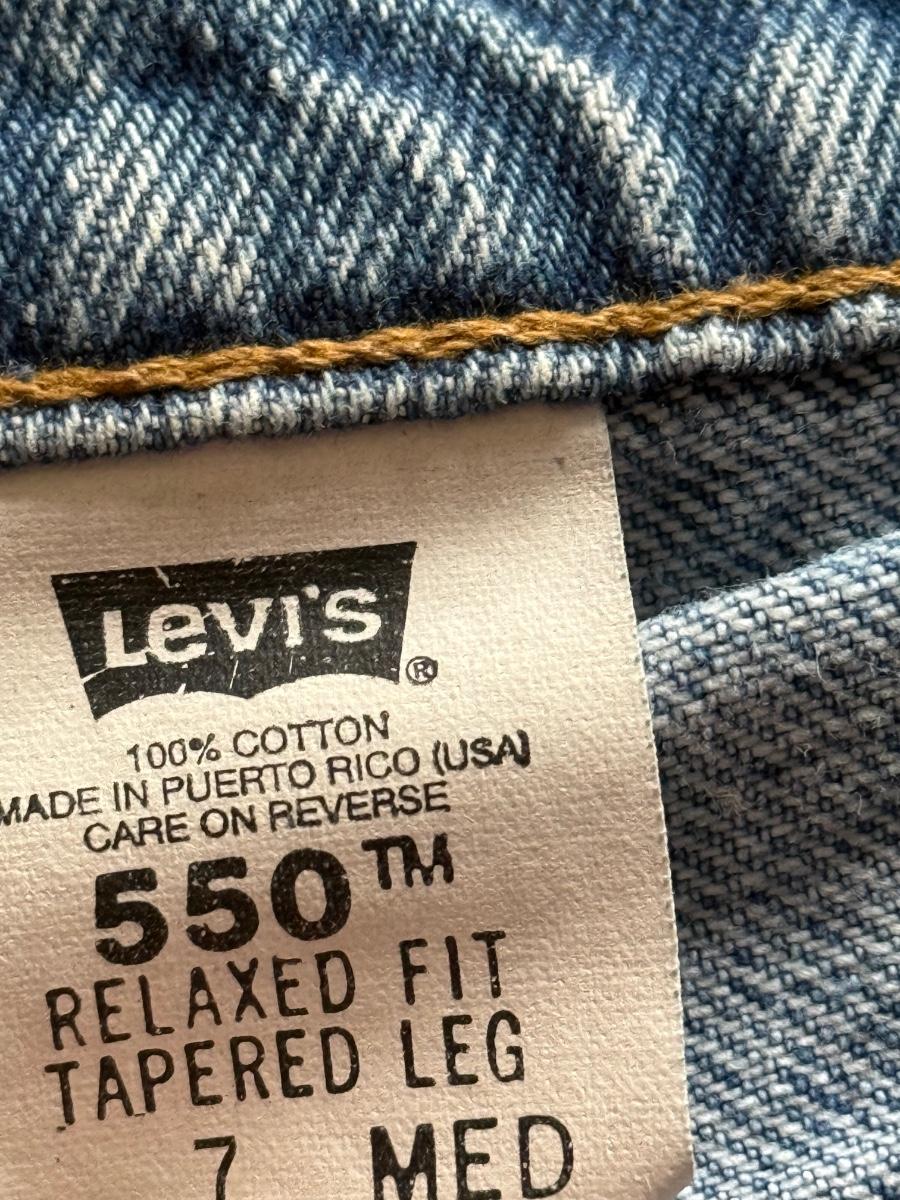 Levi's®
100% COTTON
MADE IN PUERTO RICO (USA)
CARE ON REVERSE
550™
RELAXED FIT
TAPERED LEG
7 MED